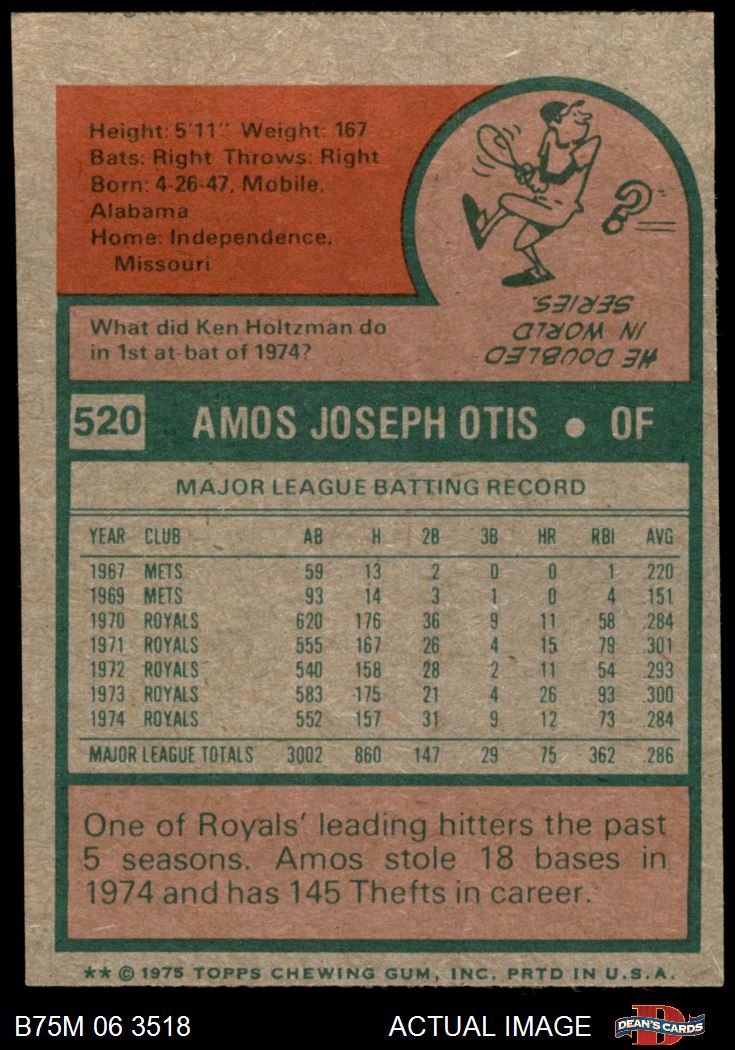 Height: 5'11" Weight: 167
Bats: Right Throws: Right
Born: 4-26-47, Mobile,
Alabama
Home: Independence,
Missouri
What did Ken Holtzman do
in 1st at-bat of 1974?
?
HE DOUBLED
IN WORLD
SERIES.
520 AMOS JOSEPH OTIS • OF
MAJOR LEAGUE BATTING RECORD
YEAR CLUB AB H 2B 3B HR RBI AVG
1967 METS 59 13 2 0 0 1 .220
1969 METS 93 14 3 1 0 4 .151
1970 ROYALS 620 176 36 9 11 58 .284
1971 ROYALS 555 167 26 4 15 79 .301
1972 ROYALS 540 158 28 2 11 54 .293
1973 ROYALS 583 175 21 4 26 93 .300
1974 ROYALS 552 157 31 9 12 73 .284
MAJOR LEAGUE TOTALS 3002 860 147 29 75 362 .286
One of Royals' leading hitters the past
5 seasons. Amos stole 18 bases in
1974 and has 145 Thefts in career.
** © 1975 TOPPS CHEWING GUM, INC. PRTD IN U.S.A.
B75M 06 3518 ACTUAL IMAGE D DEAN'S CARDS